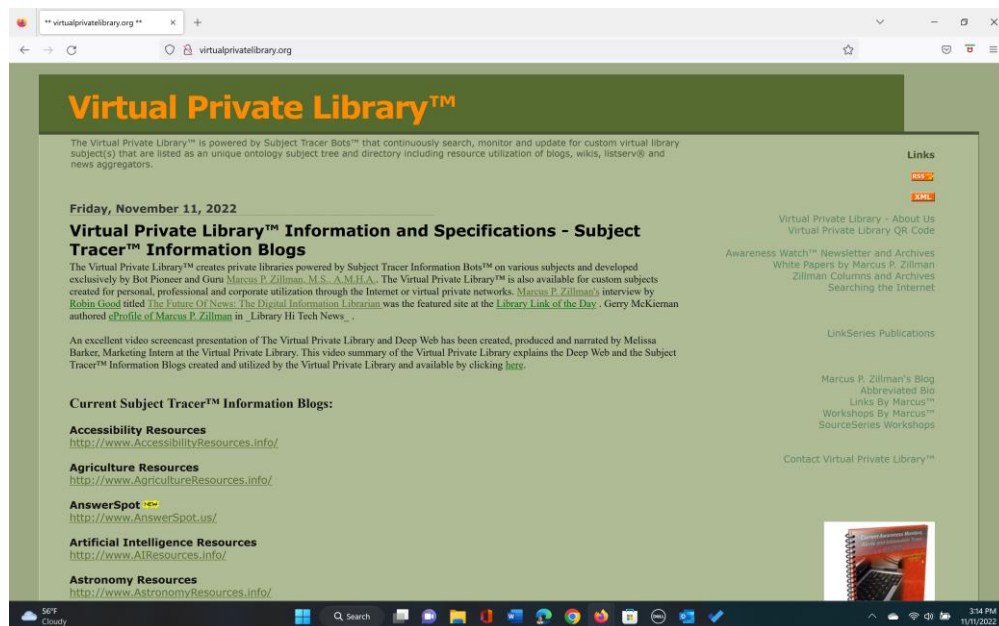 ** virtualprivatelibrary.org **
virtualprivatelibrary.org
Virtual Private Library™
The Virtual Private Library™ is powered by Subject Tracer Bots™ that continuously search, monitor and update for custom virtual library
subject(s) that are listed as an unique ontology subject tree and directory including resource utilization of blogs, wikis, listserv® and
news aggregators.
Friday, November 11, 2022
Virtual Private Library™ Information and Specifications - Subject
Tracer™ Information Blogs
The Virtual Private Library™ creates private libraries powered by Subject Tracer Information Bots™ on various subjects and developed
exclusively by Bot Pioneer and Guru Marcus P. Zillman, M.S., A.M.H.A.. The Virtual Private Library™ is also available for custom subjects
created for personal, professional and corporate utilization through the Internet or virtual private networks. Marcus P. Zillman's interview by
Robin Good titled The Future Of News: The Digital Information Librarian was the featured site at the Library Link of the Day . Gerry McKiernan
authored eProfile of Marcus P. Zillman in _Library Hi Tech News_ .
An excellent video screencast presentation of The Virtual Private Library and Deep Web has been created, produced and narrated by Melissa
Barker, Marketing Intern at the Virtual Private Library. This video summary of the Virtual Private Library explains the Deep Web and the Subject
Tracer™ Information Blogs created and utilized by the Virtual Private Library and available by clicking here.
Current Subject Tracer™ Information Blogs:
Accessibility Resources
http://www.AccessibilityResources.info/
Agriculture Resources
http://www.AgricultureResources.info/
AnswerSpot NEW
http://www.AnswerSpot.us/
Artificial Intelligence Resources
http://www.AIResources.info/
Astronomy Resources
http://www.AstronomyResources.info/
Links
RSS
XML
Virtual Private Library - About Us
Virtual Private Library QR Code
Awareness Watch™ Newsletter and Archives
White Papers by Marcus P. Zillman
Zillman Columns and Archives
Searching the Internet
LinkSeries Publications
Marcus P. Zillman's Blog
Abbreviated Bio
Links By Marcus™
Workshops By Marcus™
SourceSeries Workshops
Contact Virtual Private Library™
56°F
Cloudy
Search
DELL
3:14 PM
11/11/2022